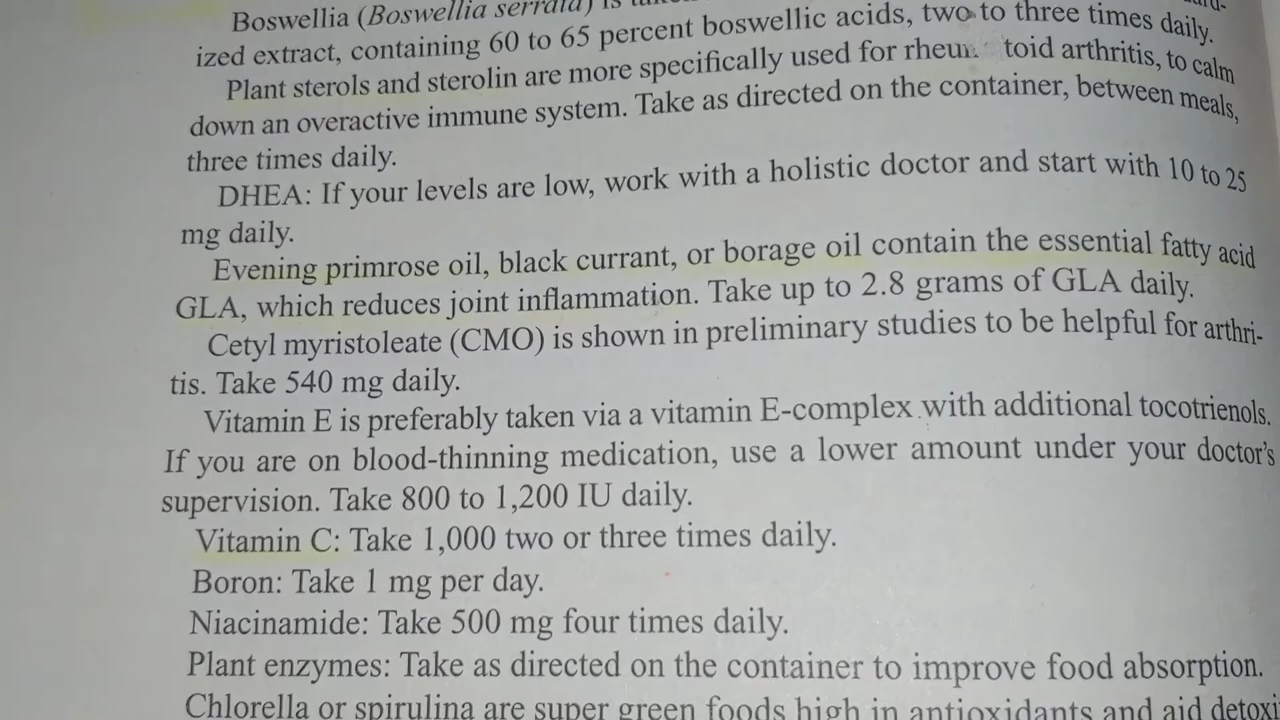 Boswellia (Boswellia serrata) is
ized extract, containing 60 to 65 percent boswellic acids, two to three times daily.
Plant sterols and sterolin are more specifically used for rheu toid arthritis, to calm
down an overactive immune system. Take as directed on the container, between meals,
three times daily.
DHEA: If your levels are low, work with a holistic doctor and start with 10 to 25
mg daily.
Evening primrose oil, black currant, or borage oil contain the essential fatty acid
GLA, which reduces joint inflammation. Take up to 2.8 grams of GLA daily.
Cetyl myristoleate (CMO) is shown in preliminary studies to be helpful for arthri-
tis. Take 540 mg daily.
Vitamin E is preferably taken via a vitamin E-complex with additional tocotrienols.
If you are on blood-thinning medication, use a lower amount under your doctor's
supervision. Take 800 to 1,200 IU daily.
Vitamin C: Take 1,000 two or three times daily.
Boron: Take 1 mg per day.
Niacinamide: Take 500 mg four times daily.
Plant enzymes: Take as directed on the container to improve food absorption.
Chlorella or spirulina are super green foods high in antioxidants and aid detoxi